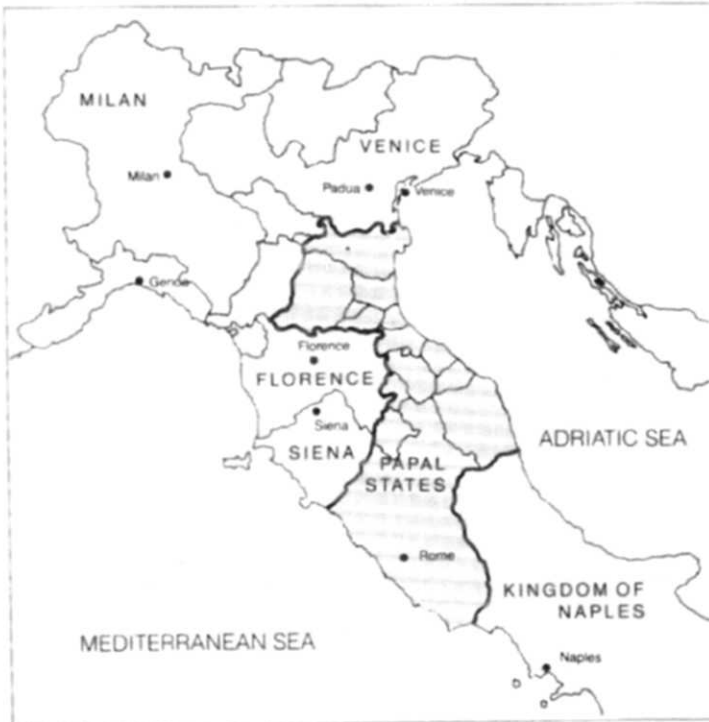 MILAN
VENICE
Milan
Padua
Venice
Genoa
Florence
FLORENCE
Siena
SIENA
ADRIATIC SEA
PAPAL
STATES
Rome
KINGDOM OF
NAPLES
MEDITERRANEAN SEA
Naples